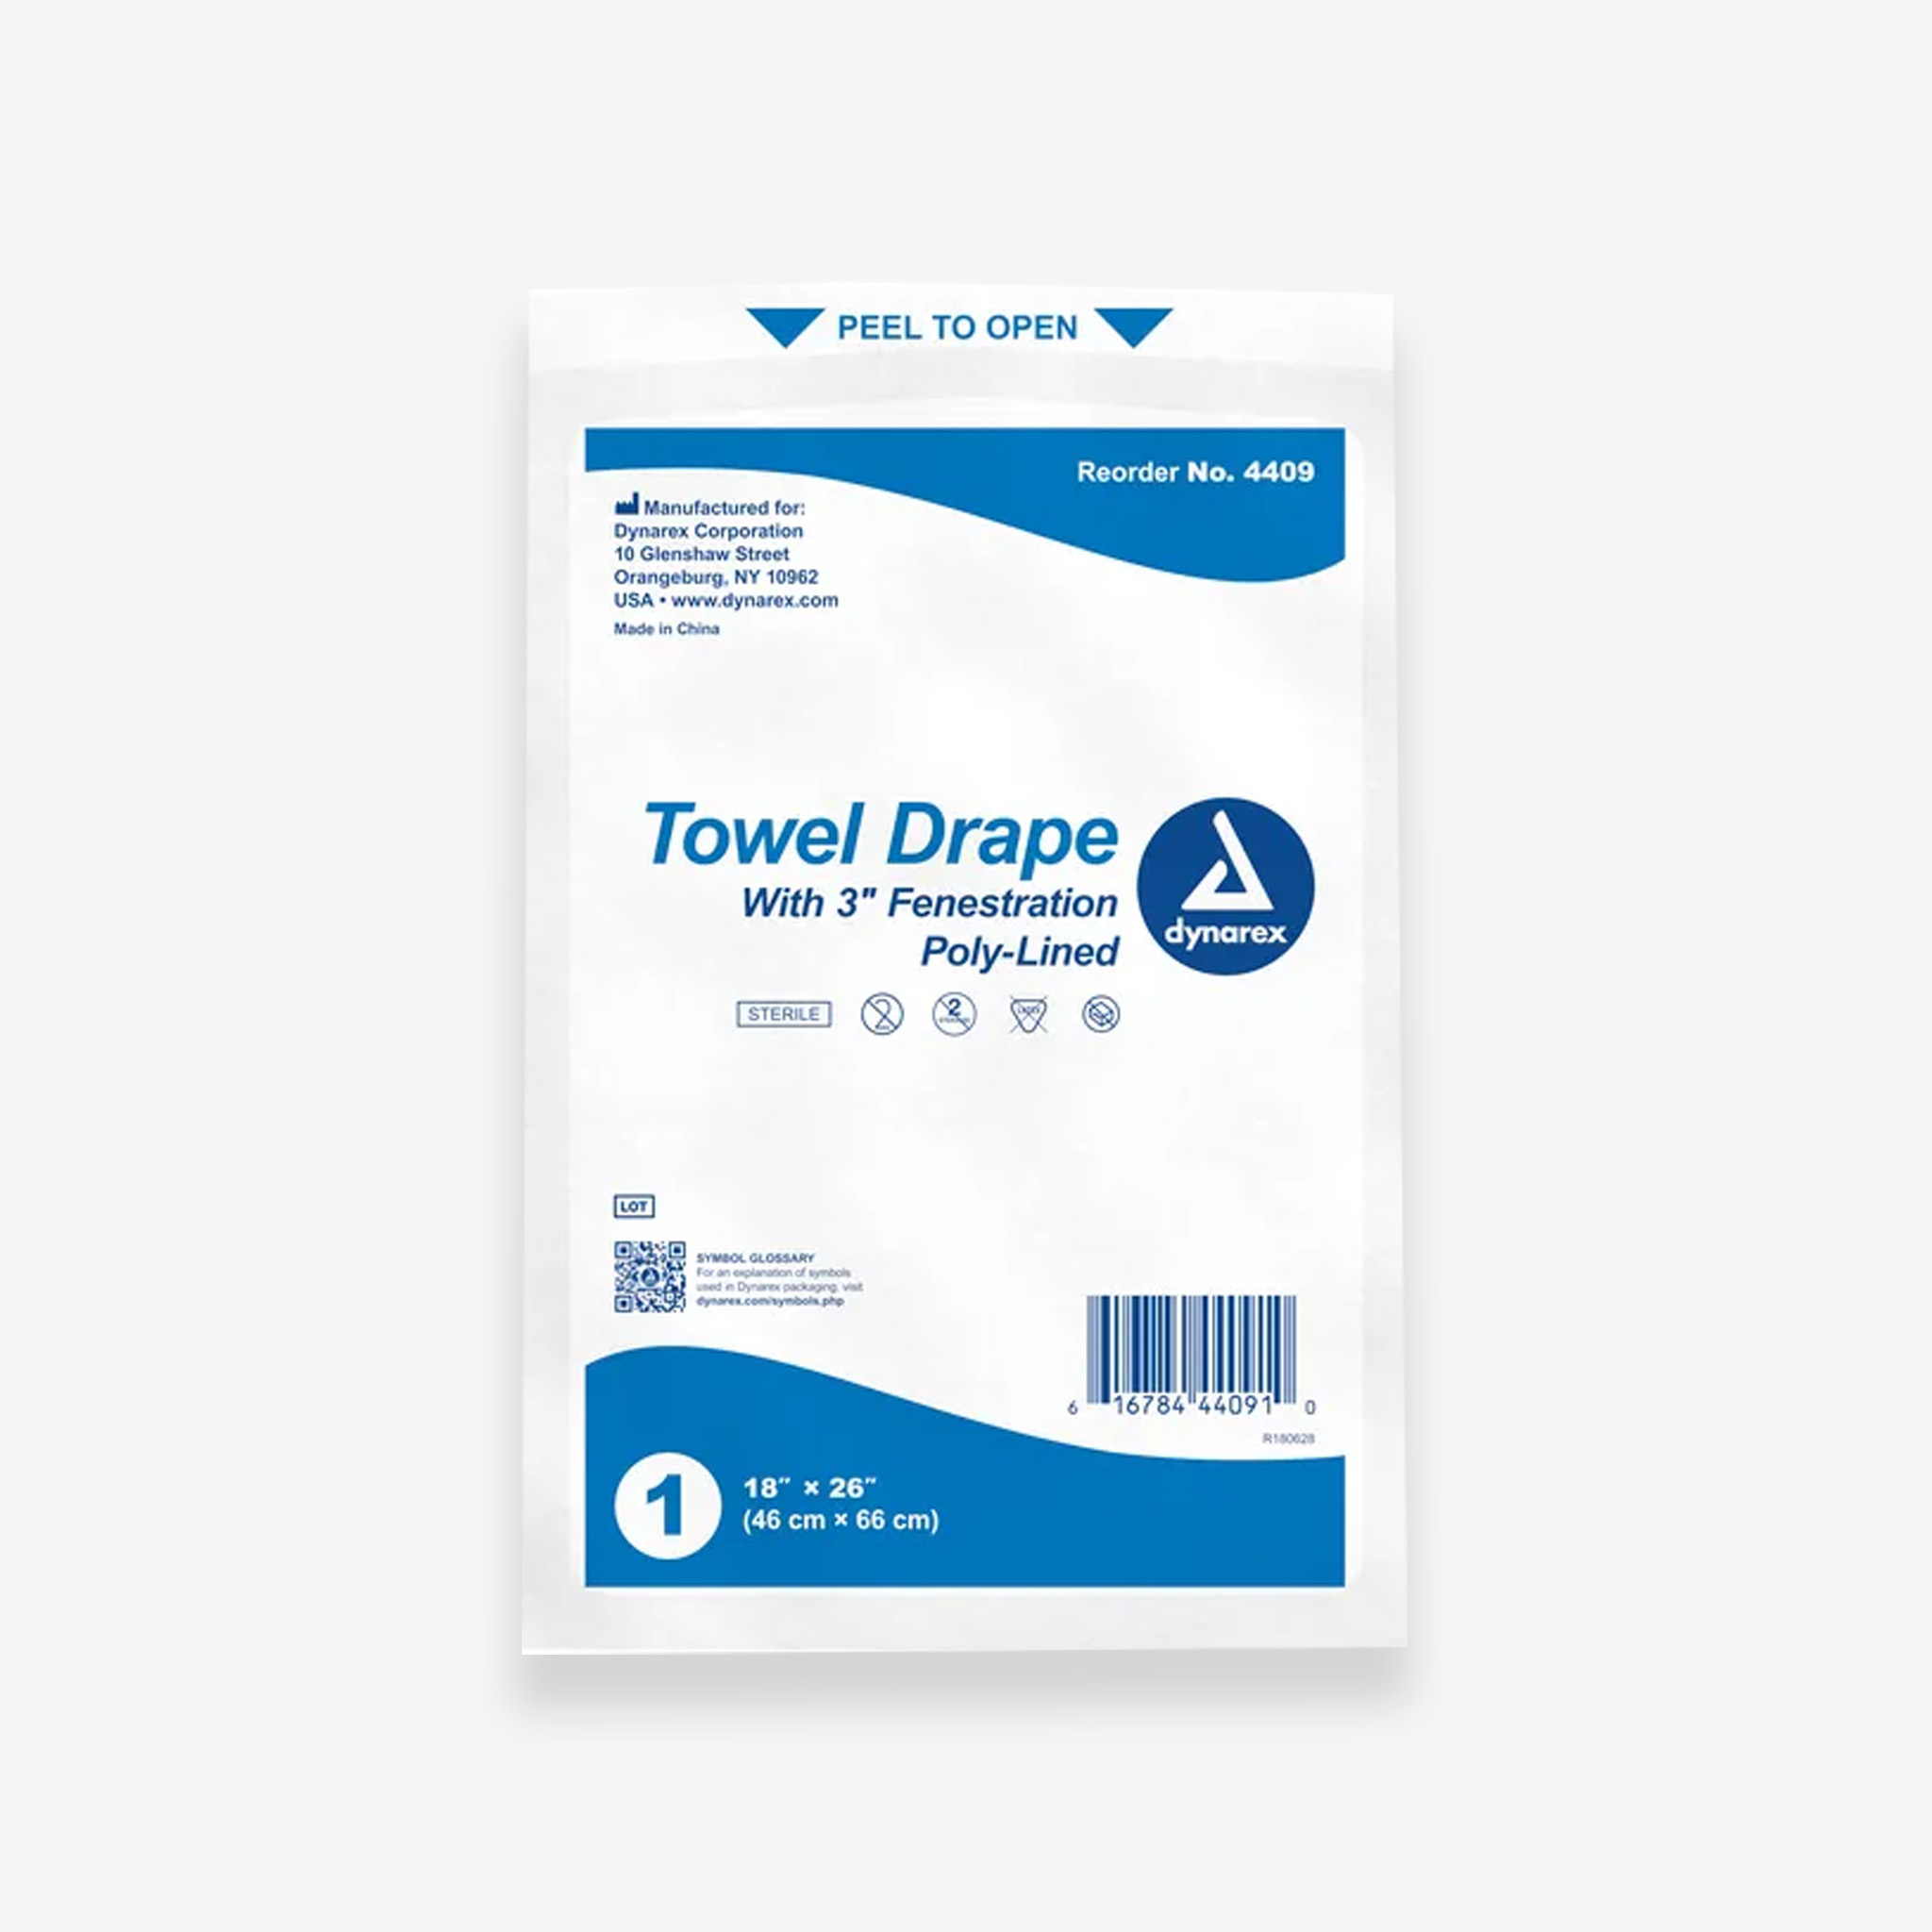 PEEL TO OPEN
Reorder No. 4409
Manufactured for:
Dynarex Corporation
10 Glenshaw Street
Orangeburg, NY 10962
USA • www.dynarex.com
Made in China
Towel Drape
With 3" Fenestration
Poly-Lined
dynarex
STERILE
2
2
LOT
SYMBOL GLOSSARY
For an explanation of symbols
used in Dynarex packaging, visit
dynarex.com/symbols.php
6 16784 44091 0
R180628
1
18" × 26"
(46 cm × 66 cm)